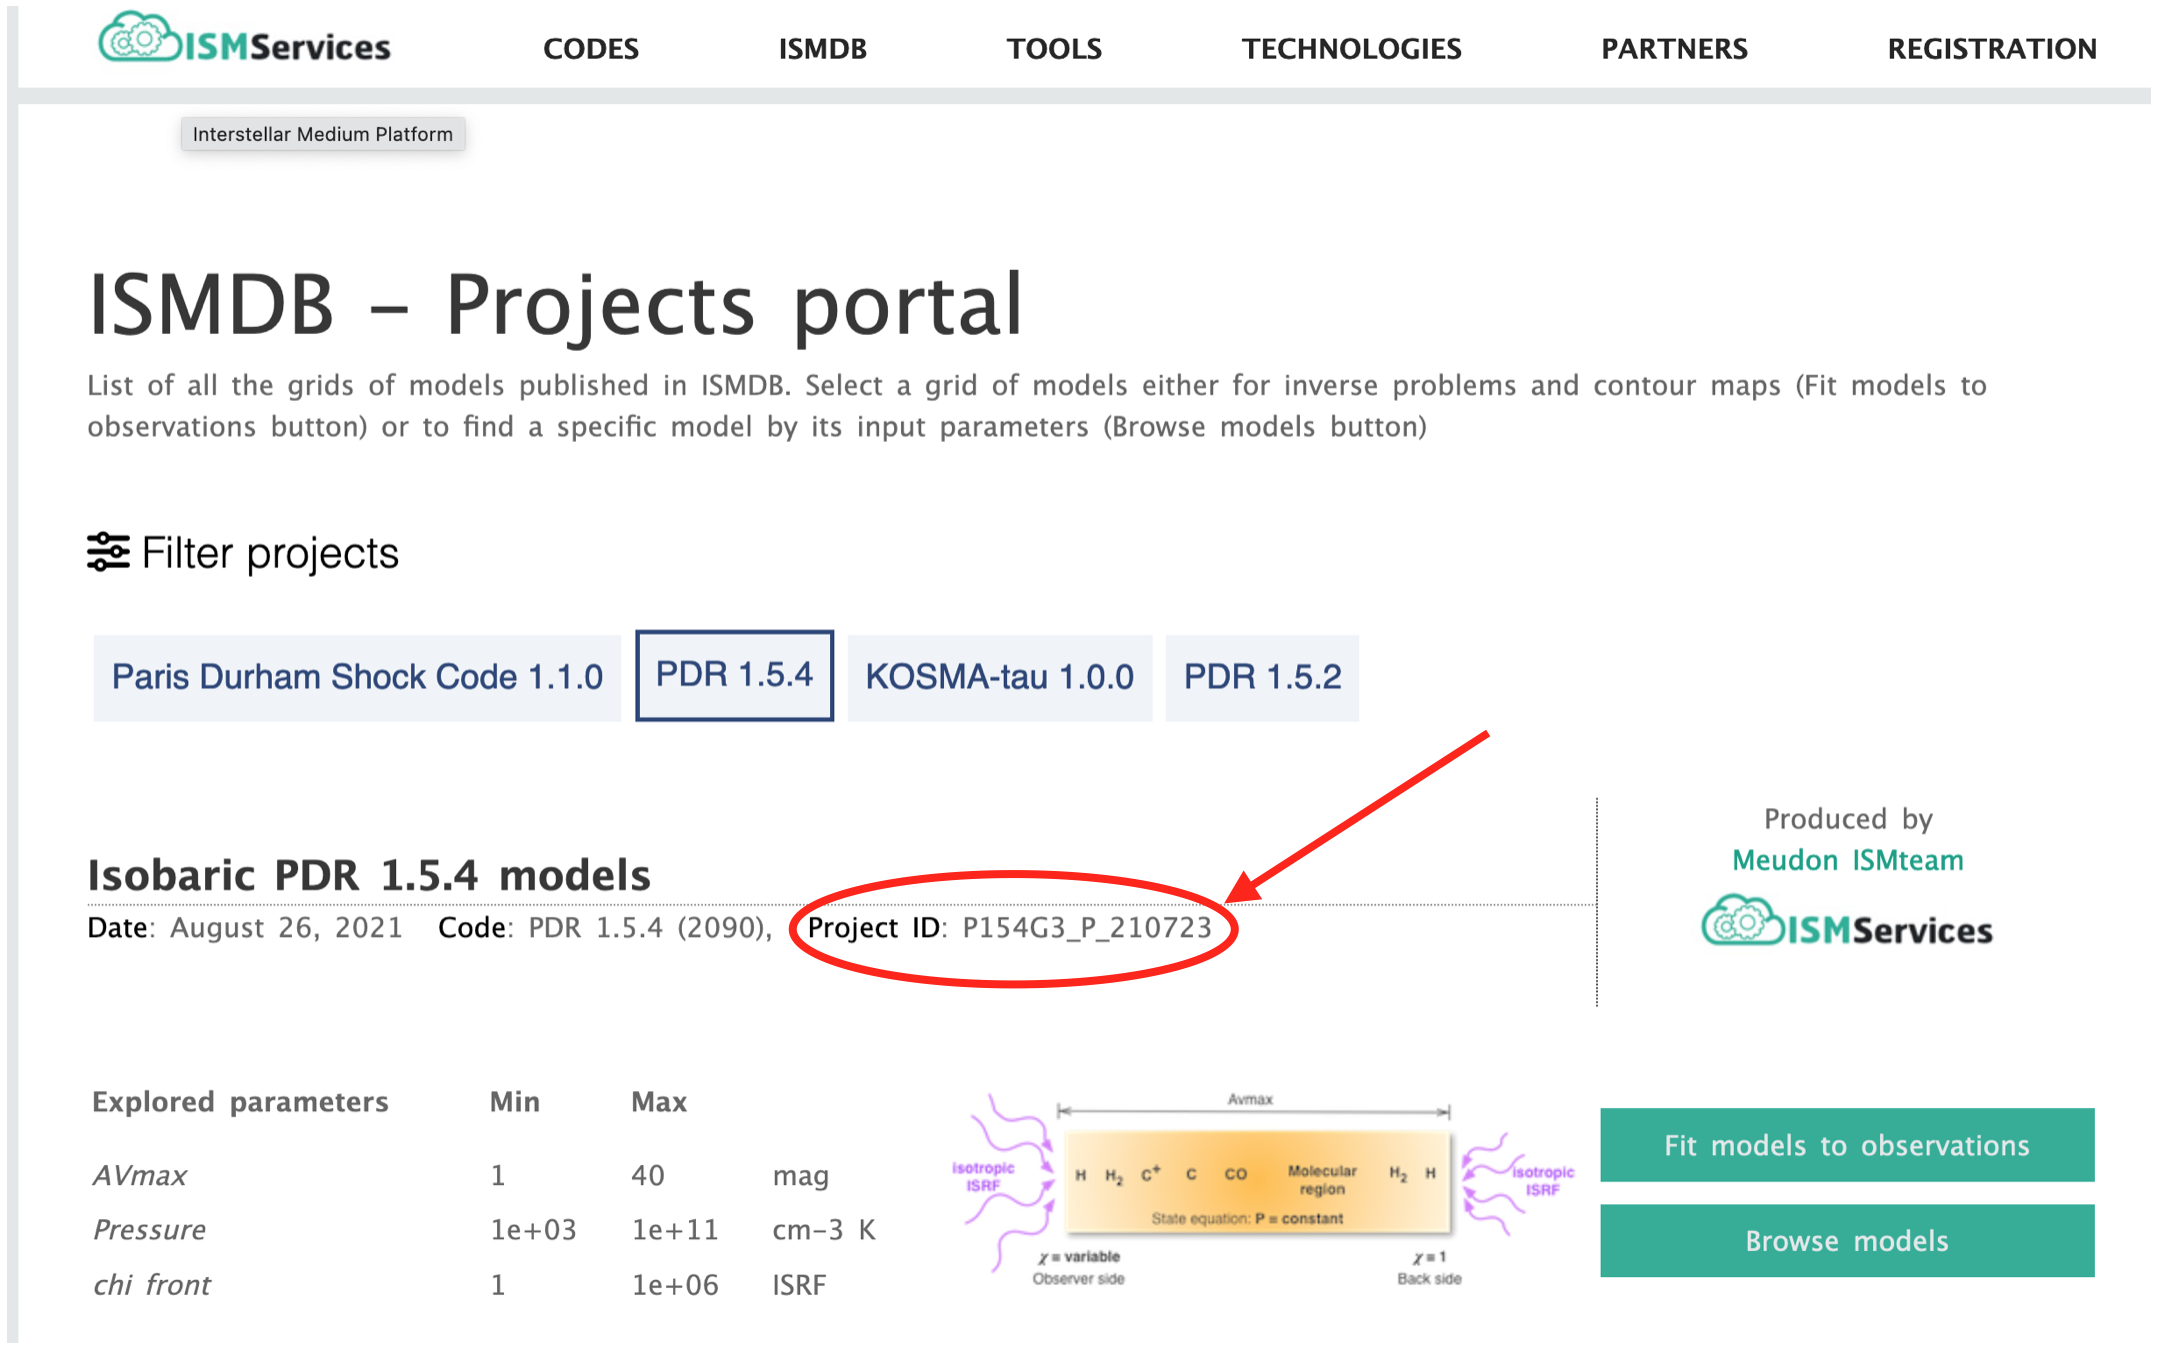 ISMServices CODES ISMDB TOOLS TECHNOLOGIES PARTNERS REGISTRATION
Interstellar Medium Platform
ISMDB – Projects portal
List of all the grids of models published in ISMDB. Select a grid of models either for inverse problems and contour maps (Fit models to
observations button) or to find a specific model by its input parameters (Browse models button)
Filter projects
Paris Durham Shock Code 1.1.0 PDR 1.5.4 KOSMA-tau 1.0.0 PDR 1.5.2
Isobaric PDR 1.5.4 models
Date: August 26, 2021 Code: PDR 1.5.4 (2090), Project ID: P154G3_P_210723
Produced by
Meudon ISMteam
ISMServices
Explored parameters Min Max
AVmax 1 40 mag
Pressure 1e+03 1e+11 cm-3 K
chi front 1 1e+06 ISRF
Avmax
isotropic
ISRF
H H₂ C⁺ C CO Molecular
region
H₂ H
State equation: P = constant
isotropic
ISRF
χ = variable
Observer side
χ = 1
Back side
Fit models to observations
Browse models